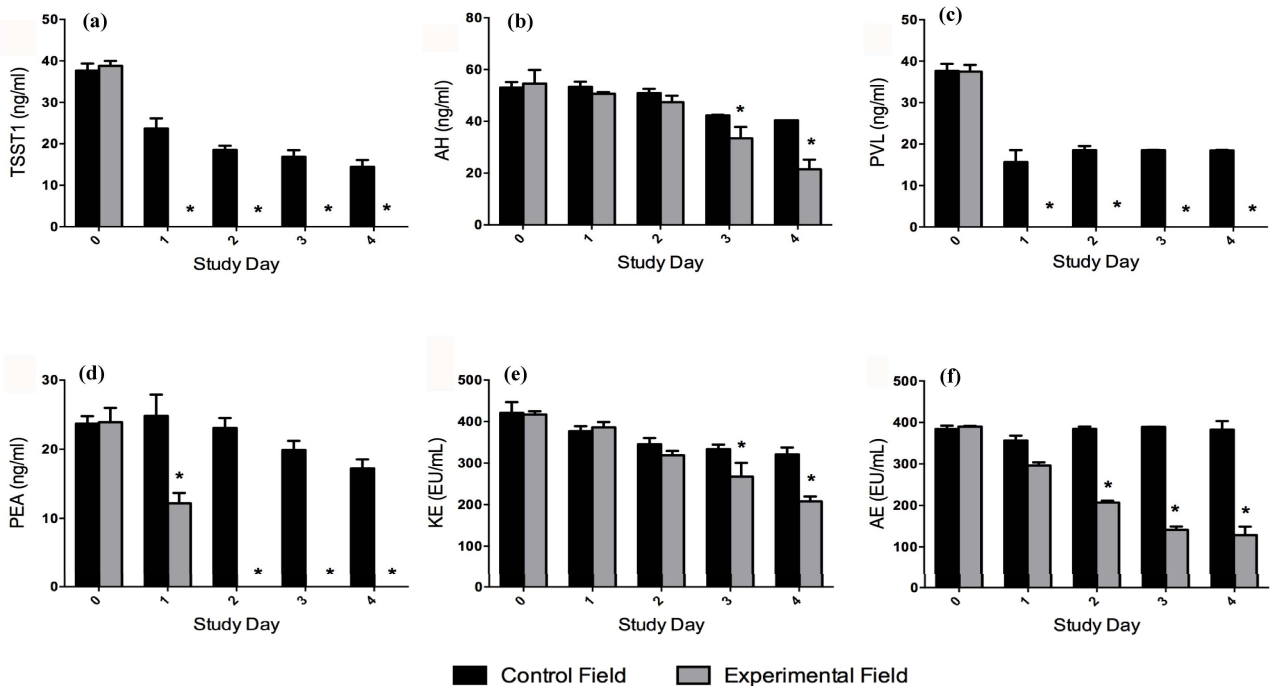 (a)
TSST1 (ng/ml)
50
40
30
20
10
0
* * * *
0 1 2 3 4
Study Day
(b)
AH (ng/ml)
80
60
40
20
0
* *
0 1 2 3 4
Study Day
(c)
PVL (ng/ml)
50
40
30
20
10
0
* * * *
0 1 2 3 4
Study Day
(d)
PEA (ng/ml)
30
20
10
0
* * * *
0 1 2 3 4
Study Day
(e)
KE (EU/mL)
500
400
300
200
100
0
* *
0 1 2 3 4
Study Day
(f)
AE (EU/mL)
500
400
300
200
100
0
* * *
0 1 2 3 4
Study Day
Control Field Experimental Field